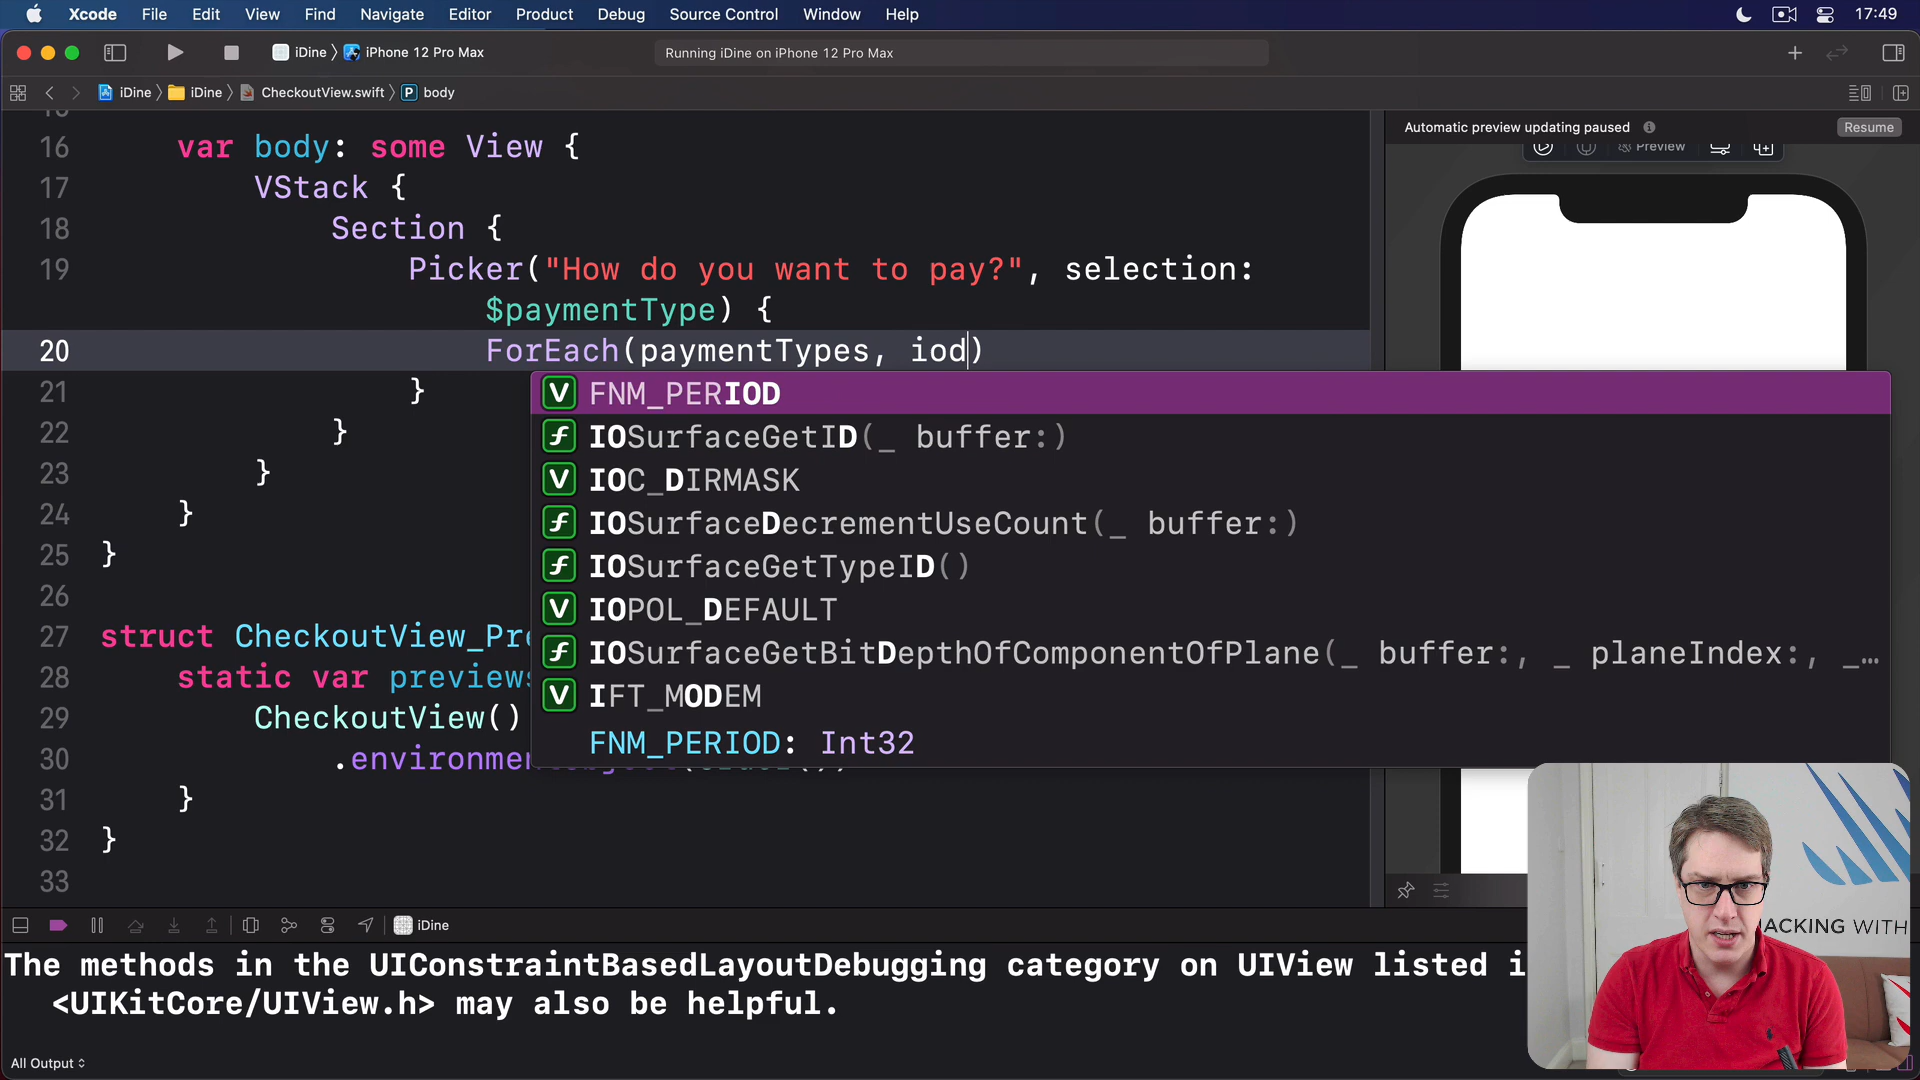 Xcode File Edit View Find Navigate Editor Product Debug Source Control Window Help 17:49
iDine iPhone 12 Pro Max Running iDine on iPhone 12 Pro Max
iDine iDine CheckoutView.swift P body
Automatic preview updating paused Resume
Preview
16 var body: some View {
17 VStack {
18 Section {
19 Picker("How do you want to pay?", selection:
$paymentType) {
20 ForEach(paymentTypes, iod)
21 }
22 }
23 }
24 }
25 }
26
27 struct CheckoutView_Pre
28 static var previews
29 CheckoutView()
30 .environme
31 }
32 }
33
V FNM_PERIOD
f IOSurfaceGetID(_ buffer:)
V IOC_DIRMASK
f IOSurfaceDecrementUseCount(_ buffer:)
f IOSurfaceGetTypeID()
V IOPOL_DEFAULT
f IOSurfaceGetBitDepthOfComponentOfPlane(_ buffer:, _ planeIndex:, _…
V IFT_MODEM
FNM_PERIOD: Int32
iDine
The methods in the UIConstraintBasedLayoutDebugging category on UIView listed i
<UIKitCore/UIView.h> may also be helpful.
All Output
ACKING WITH